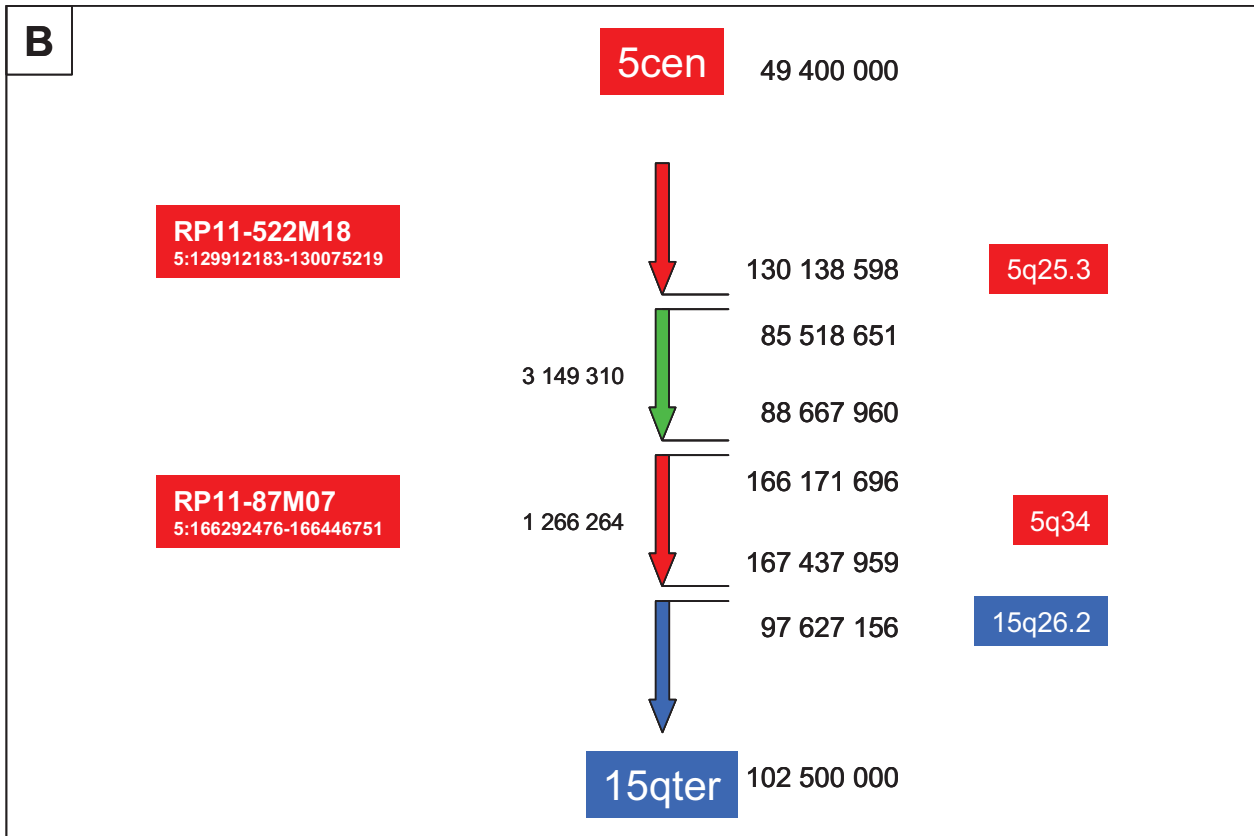 B
5cen
49 400 000
RP11-522M18
5:129912183-130075219
130 138 598
5q25.3
85 518 651
3 149 310
88 667 960
166 171 696
RP11-87M07
5:166292476-166446751
1 266 264
5q34
167 437 959
97 627 156
15q26.2
15qter
102 500 000